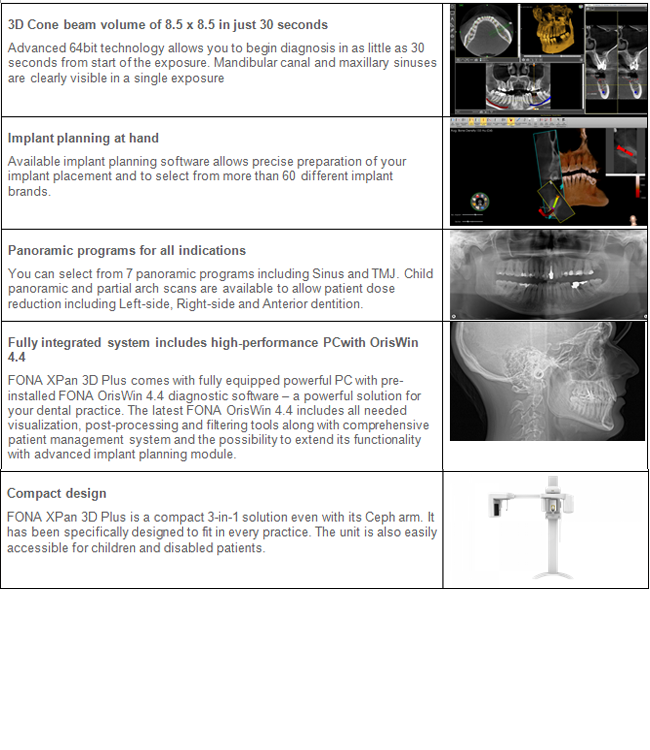 3D Cone beam volume of 8.5 x 8.5 in just 30 seconds
Advanced 64bit technology allows you to begin diagnosis in as little as 30
seconds from start of the exposure. Mandibular canal and maxillary sinuses
are clearly visible in a single exposure
Implant planning at hand
Available implant planning software allows precise preparation of your
implant placement and to select from more than 60 different implant
brands.
Panoramic programs for all indications
You can select from 7 panoramic programs including Sinus and TMJ. Child
panoramic and partial arch scans are available to allow patient dose
reduction including Left-side, Right-side and Anterior dentition.
Fully integrated system includes high-performance PCwith OrisWin
4.4
FONA XPan 3D Plus comes with fully equipped powerful PC with pre-
installed FONA OrisWin 4.4 diagnostic software – a powerful solution for
your dental practice. The latest FONA OrisWin 4.4 includes all needed
visualization, post-processing and filtering tools along with comprehensive
patient management system and the possibility to extend its functionality
with advanced implant planning module.
Compact design
FONA XPan 3D Plus is a compact 3-in-1 solution even with its Ceph arm. It
has been specifically designed to fit in every practice. The unit is also easily
accessible for children and disabled patients.